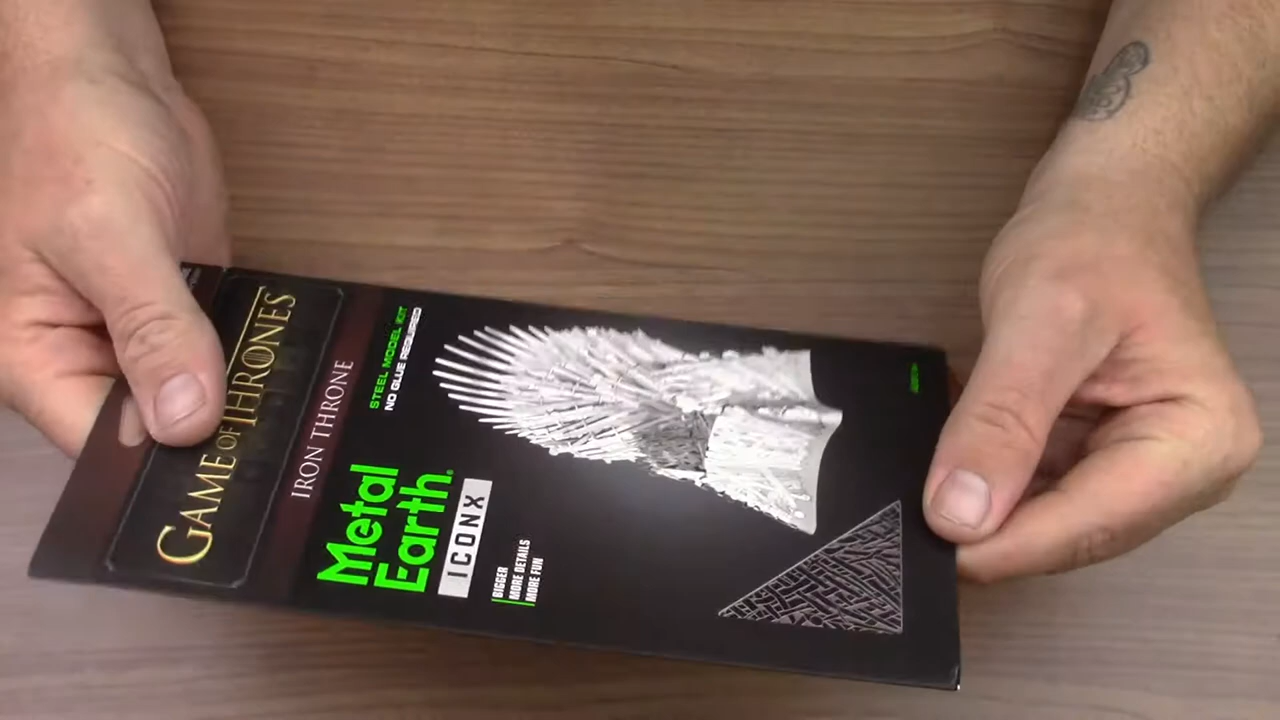 GAME OF THRONES
IRON THRONE
STEEL MODEL KIT
NO GLUE REQUIRED
Metal
Earth®
ICONX
BIGGER
MORE DETAILS
MORE FUN